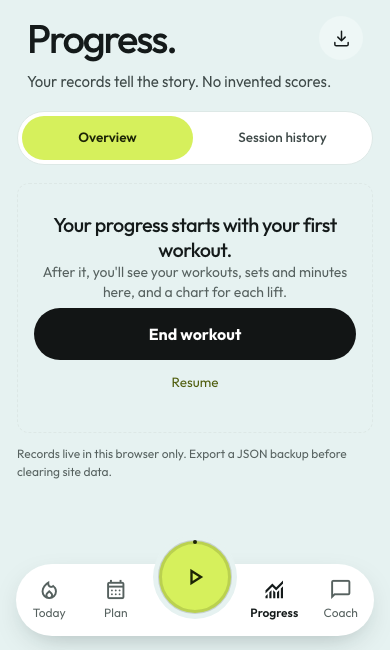 Progress.
Your records tell the story. No invented scores.
Overview
Session history
Your progress starts with your first
workout.
After it, you'll see your workouts, sets and minutes
here, and a chart for each lift.
End workout
Resume
Records live in this browser only. Export a JSON backup before
clearing site data.
Today
Plan
Progress
Coach